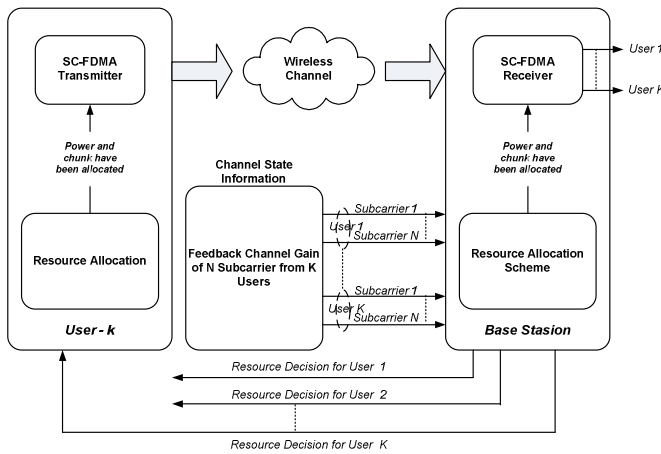 SC-FDMA
Transmitter
Power and
chunk have
been allocated
Resource Allocation
User - k
Wireless
Channel
Channel State
Information
Feedback Channel Gain
of N Subcarrier from K
Users
Subcarrier 1
User 1
Subcarrier N
Subcarrier 1
User K
Subcarrier N
SC-FDMA
Receiver
User 1
User K
Power and
chunk have
been allocated
Resource Allocation
Scheme
Base Stasion
Resource Decision for User 1
Resource Decision for User 2
Resource Decision for User K